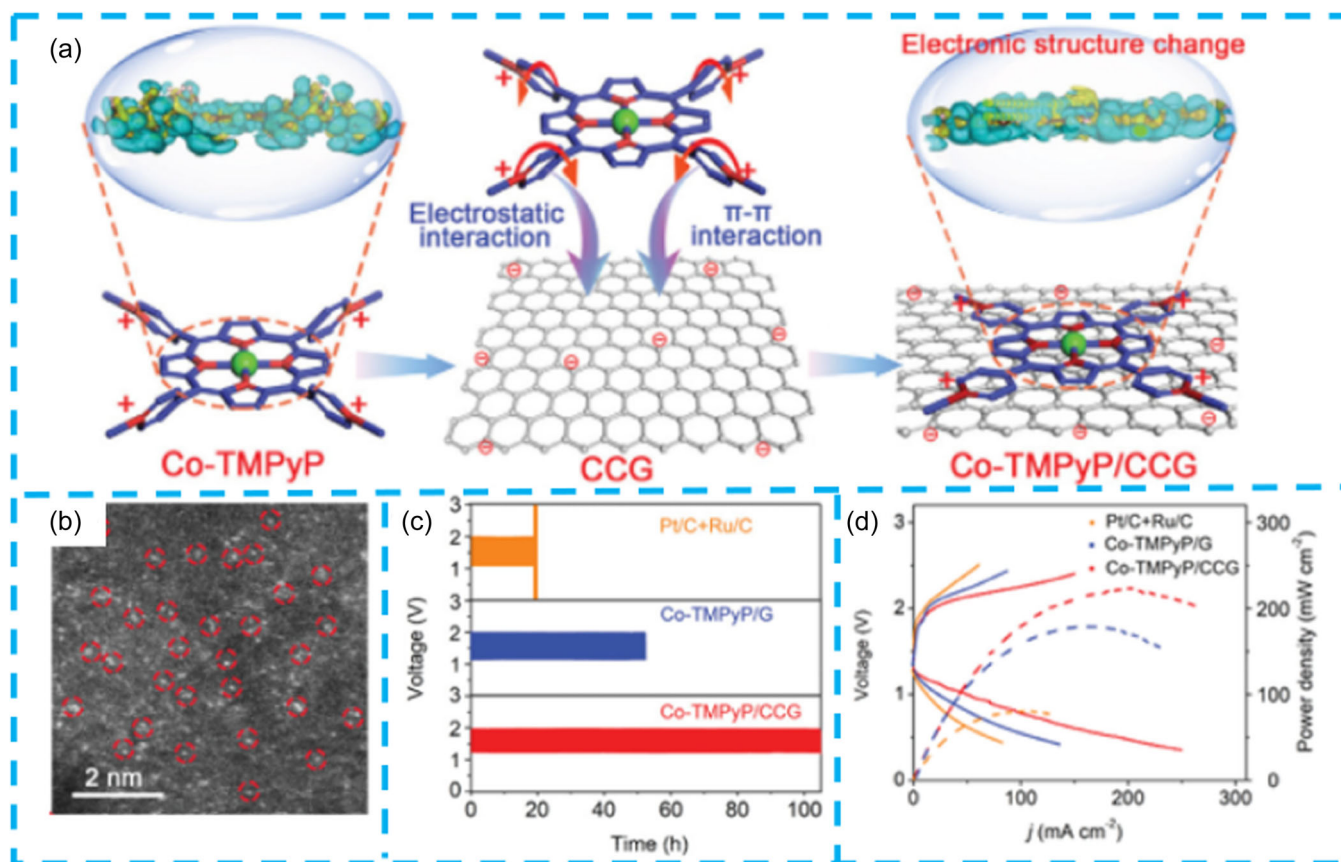 (a)
Electronic structure change
+
+
+
+
Electrostatic
interaction
π-π
interaction
+
+
+
+
+
+
+
+
Co-TMPyP
CCG
Co-TMPyP/CCG
(b)
2 nm
(c)
3
2
1
3
2
1
3
2
1
0
Voltage (V)
Pt/C+Ru/C
Co-TMPyP/G
Co-TMPyP/CCG
0
20
40
60
80
100
Time (h)
(d)
3
2
1
0
Voltage (V)
Pt/C+Ru/C
Co-TMPyP/G
Co-TMPyP/CCG
300
200
100
0
Power density (mW cm⁻²)
0
100
200
300
j (mA cm⁻²)